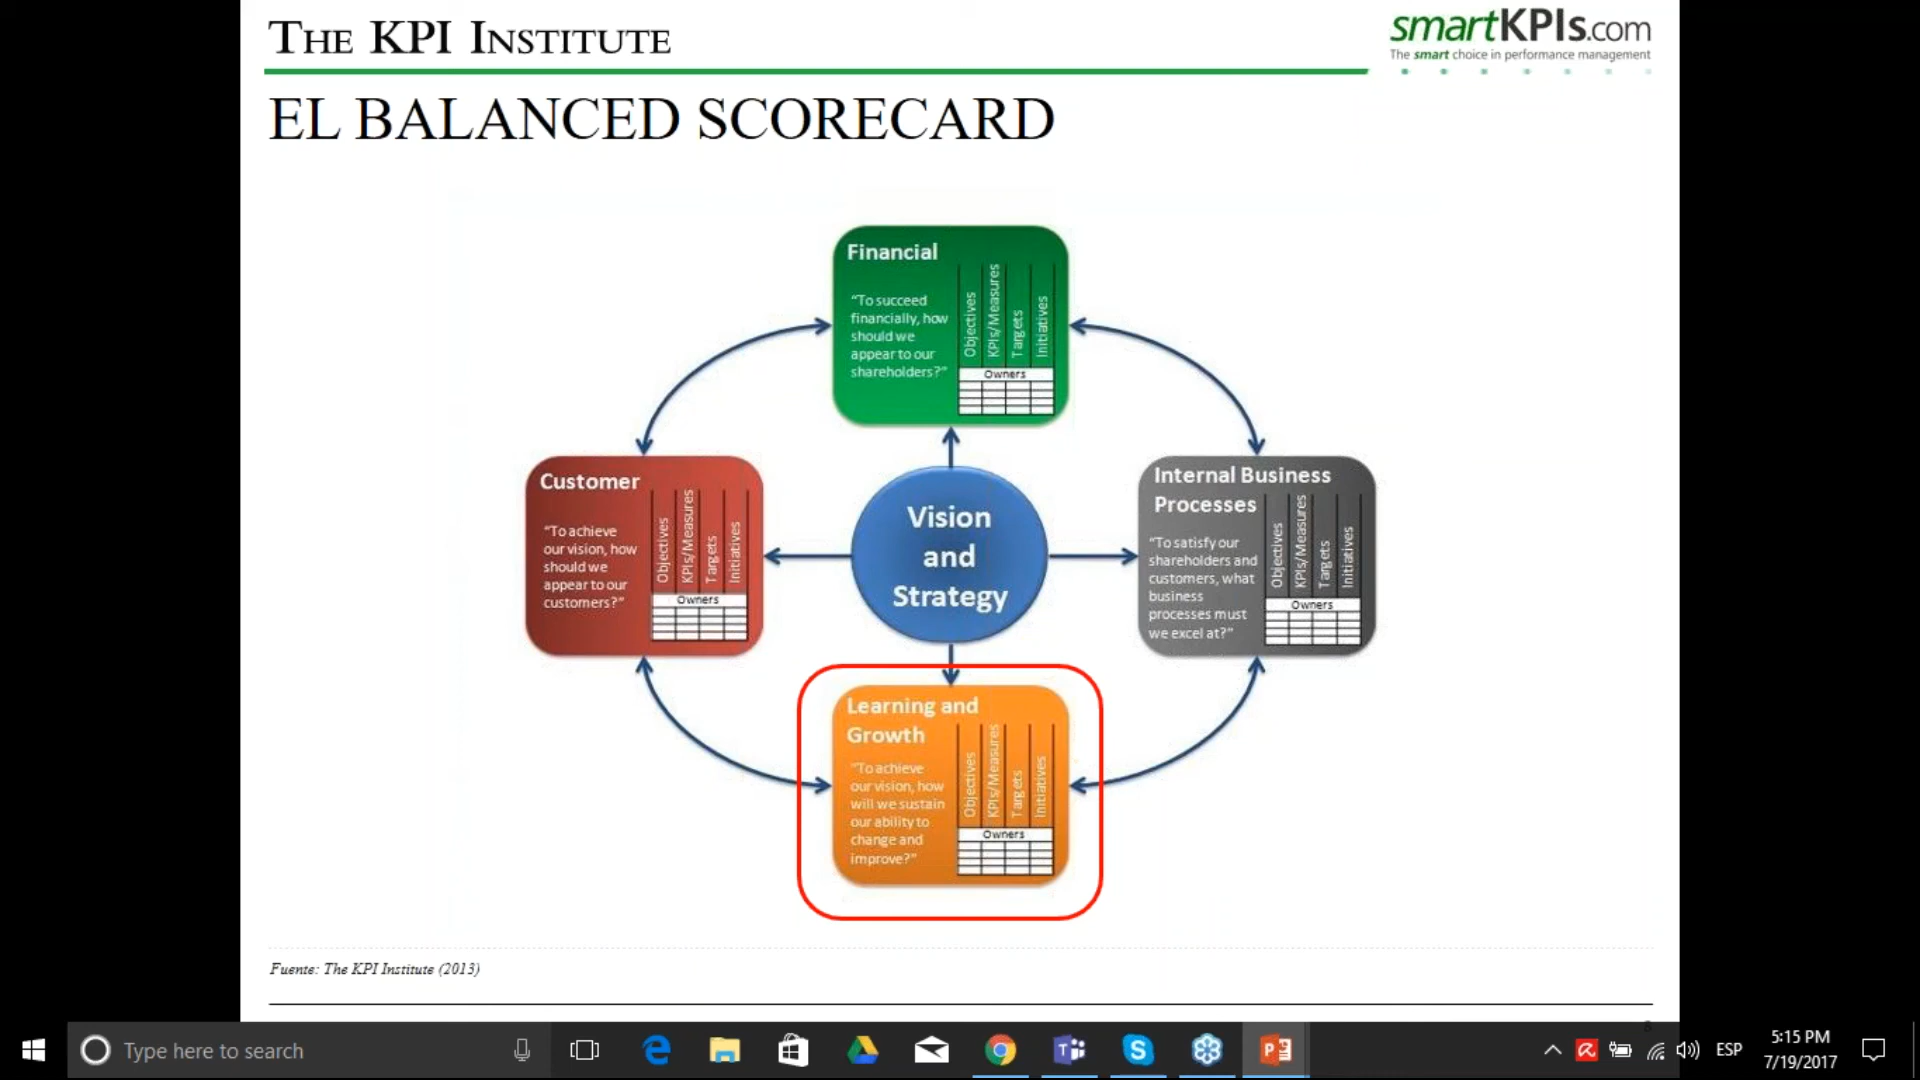 THE KPI INSTITUTE
smartKPIs.com
The smart choice in performance management
EL BALANCED SCORECARD
Financial
"To succeed
financially, how
should we
appear to our
shareholders?"
Objectives
KPIs/Measures
Targets
Initiatives
Owners
Customer
"To achieve
our vision, how
should we
appear to our
customers?"
Objectives
KPIs/Measures
Targets
Initiatives
Owners
Vision
and
Strategy
Internal Business
Processes
"To satisfy our
shareholders and
customers, what
business
processes must
we excel at?"
Objectives
KPIs/Measures
Targets
Initiatives
Owners
Learning and
Growth
"To achieve
our vision, how
will we sustain
our ability to
change and
improve?"
Objectives
KPIs/Measures
Targets
Initiatives
Owners
Fuente: The KPI Institute (2013)
8
Type here to search
ESP
5:15 PM
7/19/2017